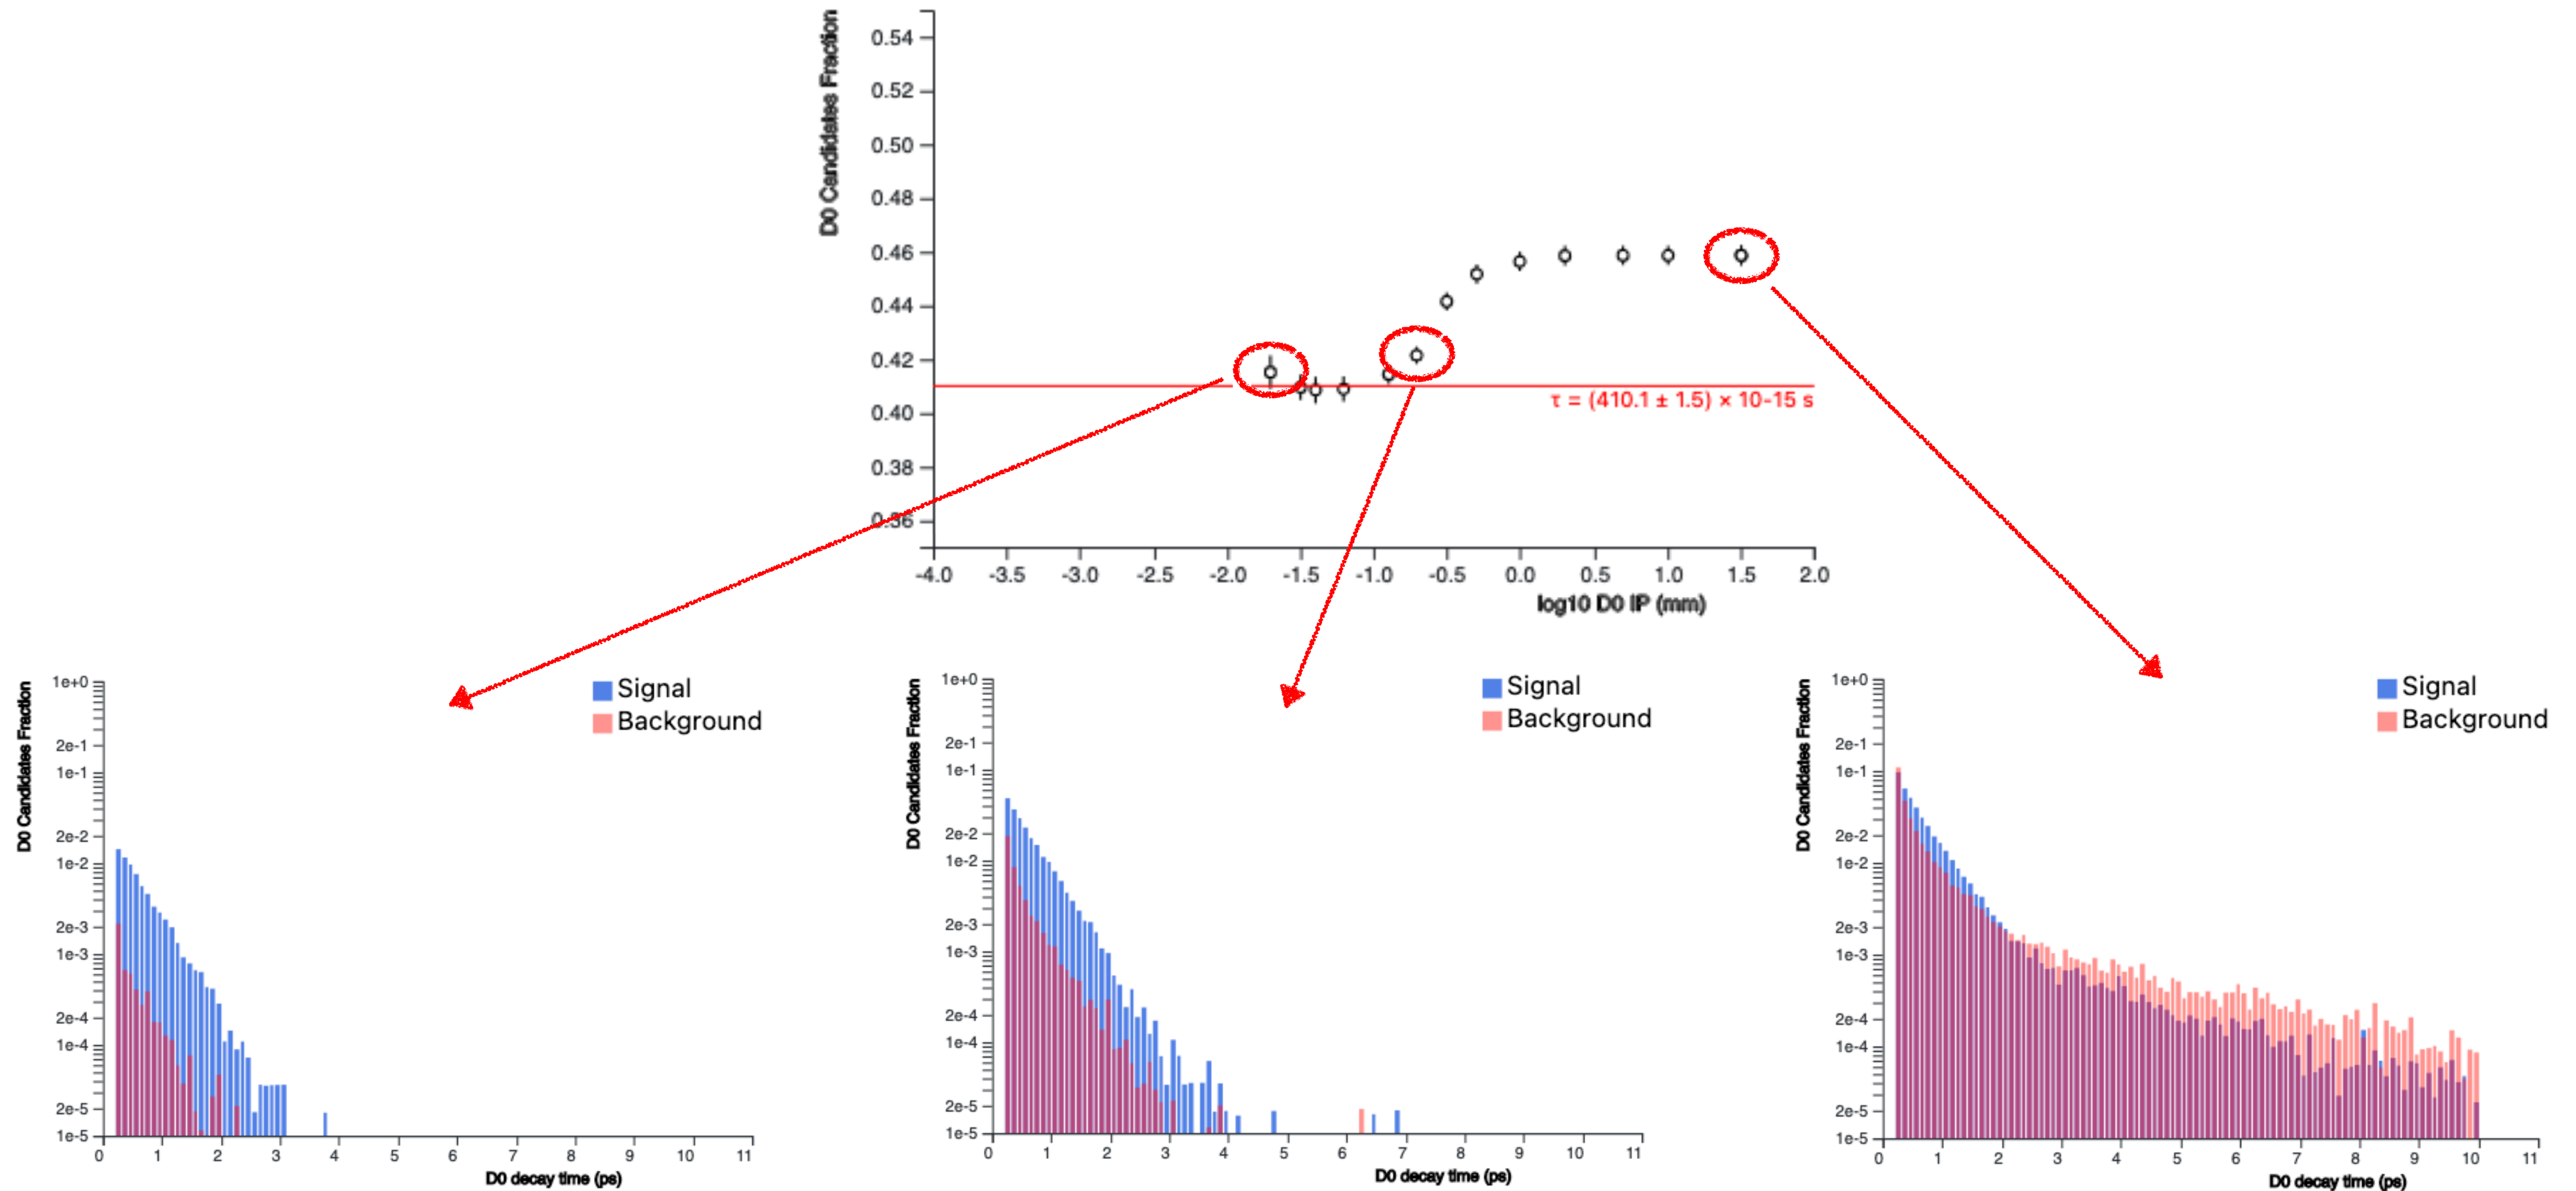 D0 Candidates Fraction
0.54
0.52
0.50
0.48
0.46
0.44
0.42
0.40
0.38
0.36
τ = (410.1 ± 1.5) × 10-15 s
-4.0 -3.5 -3.0 -2.5 -2.0 -1.5 -1.0 -0.5 0.0 0.5 1.0 1.5 2.0
log10 D0 IP (mm)
D0 Candidates Fraction
Signal
Background
1e+0
2e-1
1e-1
2e-2
1e-2
2e-3
1e-3
2e-4
1e-4
2e-5
1e-5
0 1 2 3 4 5 6 7 8 9 10 11
D0 decay time (ps)
D0 Candidates Fraction
Signal
Background
1e+0
2e-1
1e-1
2e-2
1e-2
2e-3
1e-3
2e-4
1e-4
2e-5
1e-5
0 1 2 3 4 5 6 7 8 9 10 11
D0 decay time (ps)
D0 Candidates Fraction
Signal
Background
1e+0
2e-1
1e-1
2e-2
1e-2
2e-3
1e-3
2e-4
1e-4
2e-5
1e-5
0 1 2 3 4 5 6 7 8 9 10 11
D0 decay time (ps)